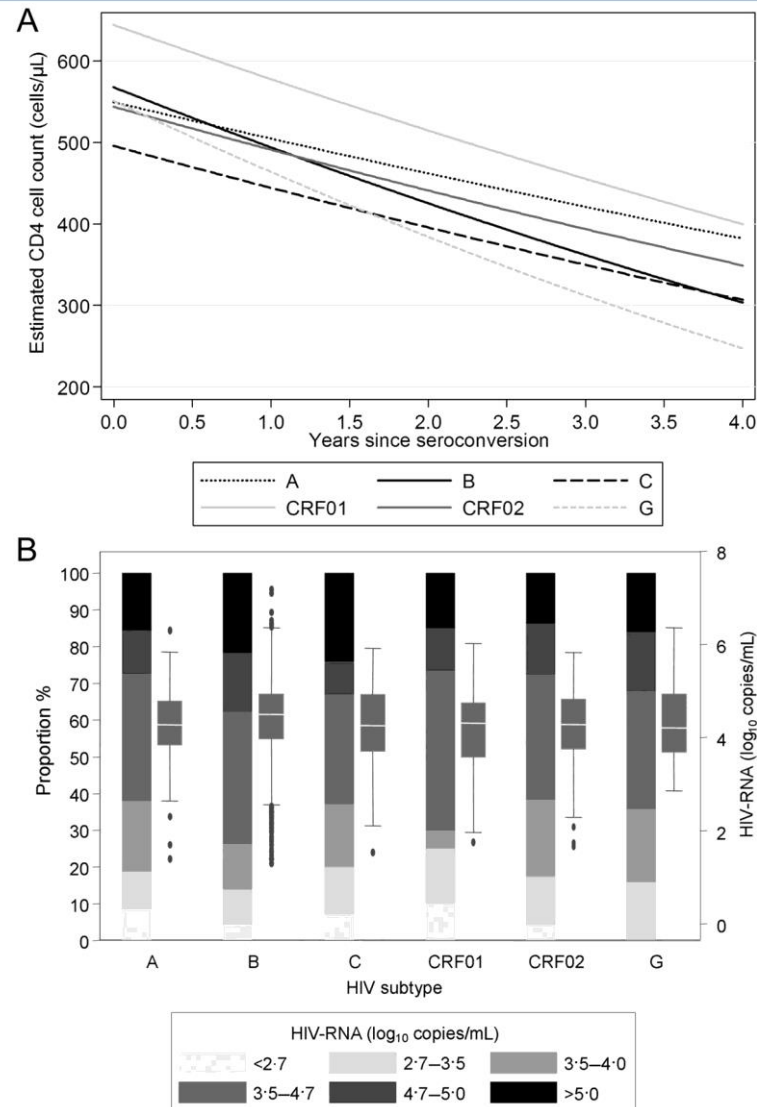 A
Estimated CD4 cell count (cells/µL)
600
500
400
300
200
0.0 0.5 1.0 1.5 2.0 2.5 3.0 3.5 4.0
Years since seroconversion
A B C
CRF01 CRF02 G
B
Proportion %
100
90
80
70
60
50
40
30
20
10
0
8
6
4
2
0
HIV-RNA (log10 copies/mL)
A B C CRF01 CRF02 G
HIV subtype
HIV-RNA (log10 copies/mL)
<2·7 2·7–3·5 3·5–4·0
3·5–4·7 4·7–5·0 >5·0